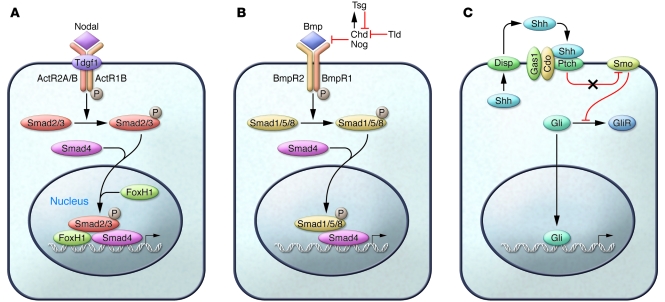 A
Nodal
Tdgf1
ActR2A/B
ActR1B
P
Smad2/3
P
Smad2/3
Smad4
Nucleus
FoxH1
P
Smad2/3
FoxH1
Smad4
B
Tsg
Bmp
Chd
Tld
Nog
BmpR2
BmpR1
P
Smad1/5/8
P
Smad1/5/8
Smad4
P
Smad1/5/8
Smad4
C
Shh
Shh
Disp
Gas1
Cdo
Ptch
Smo
Shh
Gli
GliR
Gli